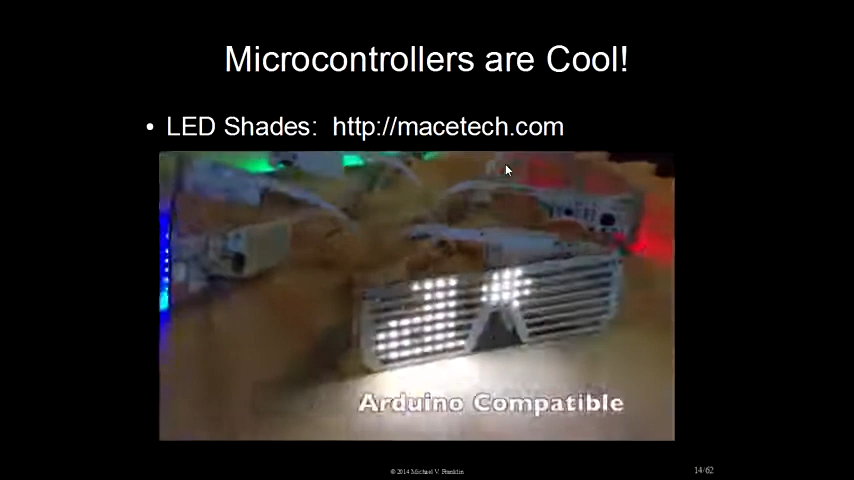 Microcontrollers are Cool!
• LED Shades: http://macetech.com
Arduino Compatible
© 2014 Michael V. Franklin
14/62